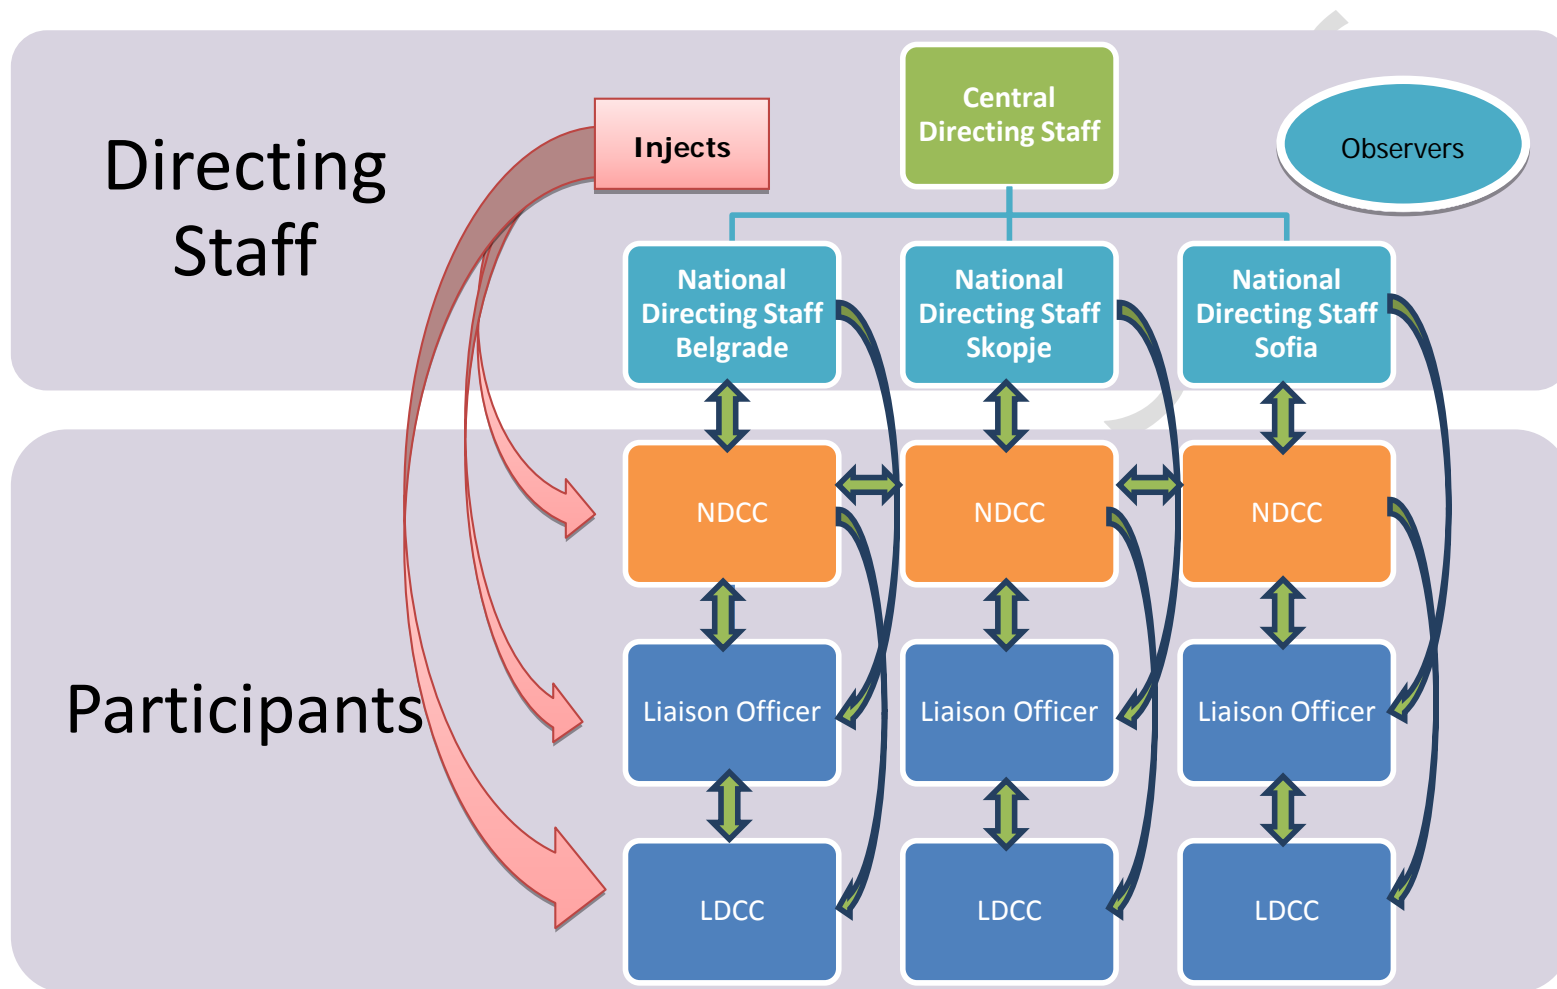 Directing
Staff
Injects
Central
Directing Staff
Observers
National
Directing Staff
Belgrade
National
Directing Staff
Skopje
National
Directing Staff
Sofia
Participants
NDCC
NDCC
NDCC
Liaison Officer
Liaison Officer
Liaison Officer
LDCC
LDCC
LDCC